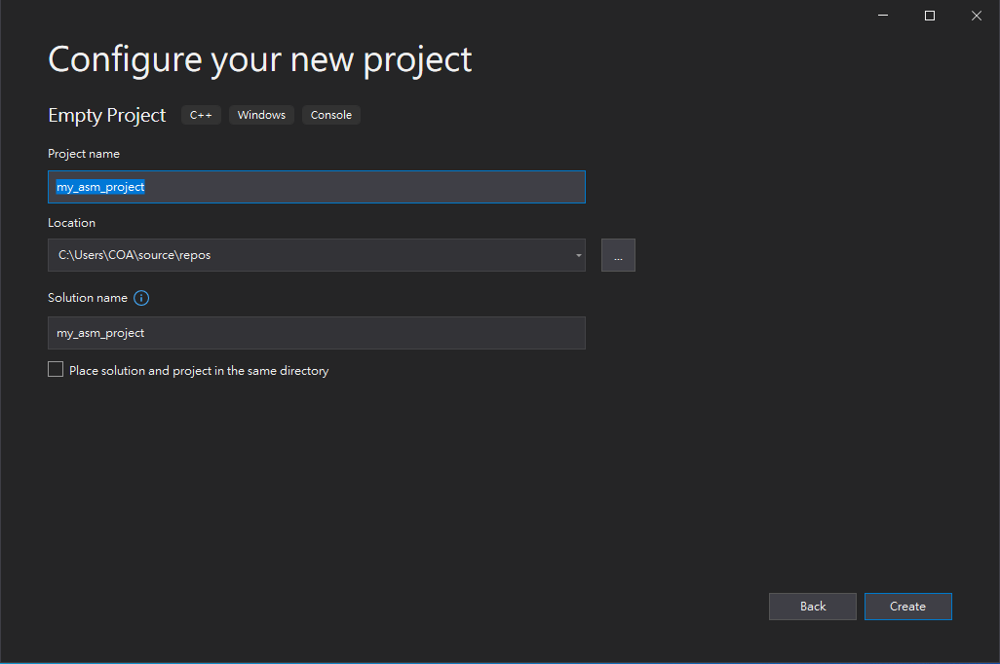 Configure your new project
Empty Project C++ Windows Console
Project name
my_asm_project
Location
C:\Users\COA\source\repos
...
Solution name
my_asm_project
Place solution and project in the same directory
Back Create